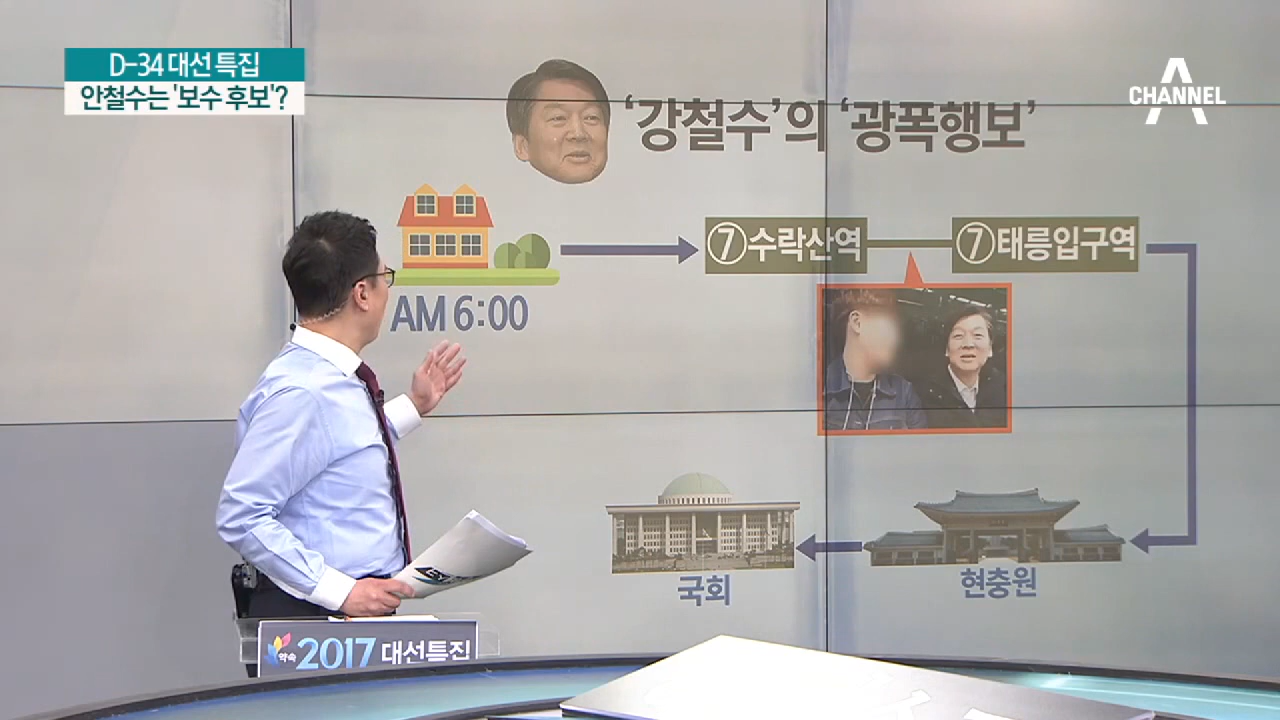 D-34 대선 특집
안철수는 '보수 후보'?
CHANNEL A
'강철수'의 '광폭행보'
AM 6:00
⑦수락산역
⑦태릉입구역
국회
현충원
약속 2017 대선특집